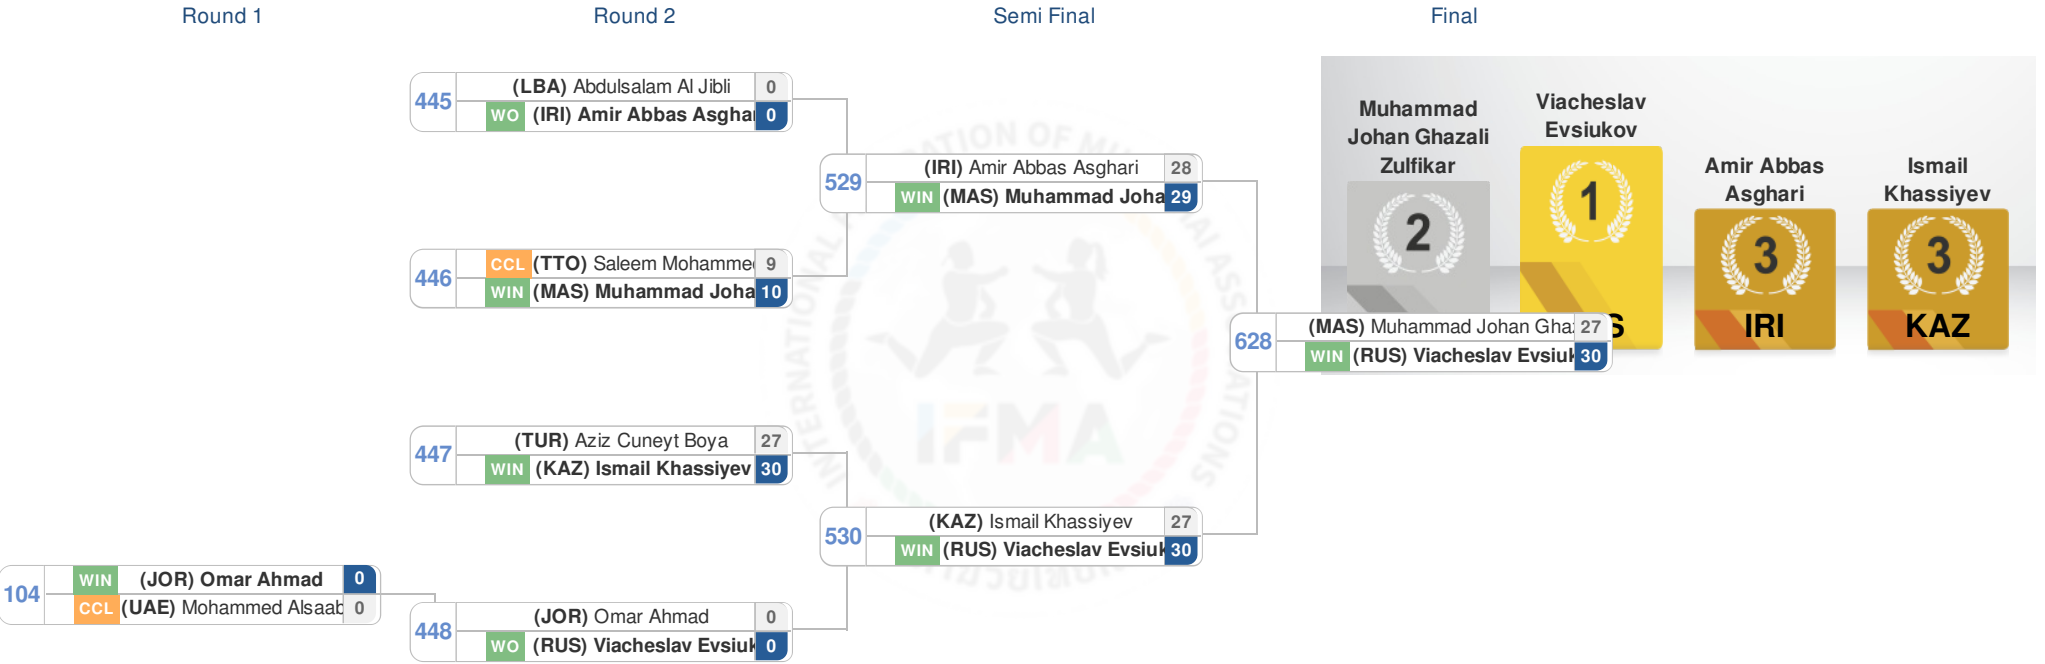 Round 1
Round 2
Semi Final
Final
445
(LBA) Abdulsalam Al Jibli 0
WO (IRI) Amir Abbas Asghar 0
446
CCL (TTO) Saleem Mohammed 9
WIN (MAS) Muhammad Joha 10
447
(TUR) Aziz Cuneyt Boya 27
WIN (KAZ) Ismail Khassiyev 30
104
WIN (JOR) Omar Ahmad 0
CCL (UAE) Mohammed Alsaab 0
448
(JOR) Omar Ahmad 0
WO (RUS) Viacheslav Evsiuk 0
529
(IRI) Amir Abbas Asghari 28
WIN (MAS) Muhammad Joha 29
530
(KAZ) Ismail Khassiyev 27
WIN (RUS) Viacheslav Evsiuk 30
628
(MAS) Muhammad Johan Ghaz 27
WIN (RUS) Viacheslav Evsiuk 30
Muhammad
Johan Ghazali
Zulfikar
2
Viacheslav
Evsiukov
1
S
Amir Abbas
Asghari
3
IRI
Ismail
Khassiyev
3
KAZ
IFMA